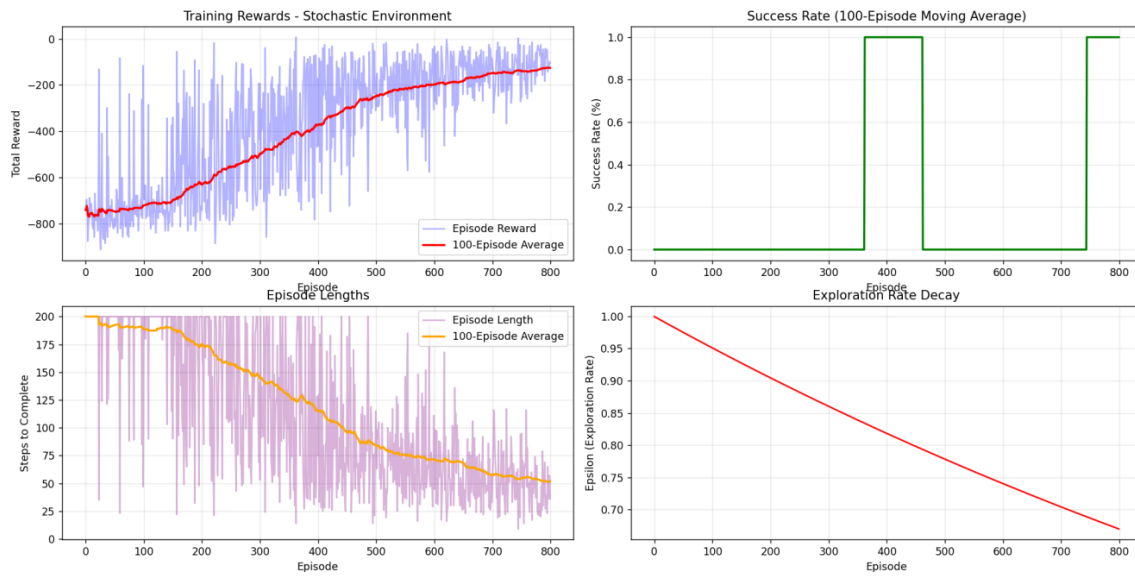 Training Rewards - Stochastic Environment
Total Reward
0
−200
−400
−600
−800
0 100 200 300 400 500 600 700 800
Episode Reward
100-Episode Average
Episode
Success Rate (100-Episode Moving Average)
Success Rate (%)
1.0
0.8
0.6
0.4
0.2
0.0
0 100 200 300 400 500 600 700 800
Episode
Episode Lengths
Steps to Complete
200
175
150
125
100
75
50
25
0
0 100 200 300 400 500 600 700 800
Episode Length
100-Episode Average
Episode
Exploration Rate Decay
Epsilon (Exploration Rate)
1.00
0.95
0.90
0.85
0.80
0.75
0.70
0 100 200 300 400 500 600 700 800
Episode